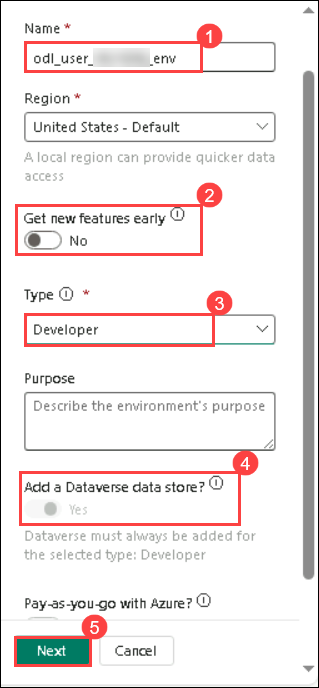 Name *
1
odl_user_ _env
Region *
United States - Default
A local region can provide quicker data
access
2
Get new features early
No
Type *
3
Developer
Purpose
Describe the environment's purpose
4
Add a Dataverse data store?
Yes
Dataverse must always be added for
the selected type: Developer
Pay-as-you-go with Azure?
5
Next Cancel